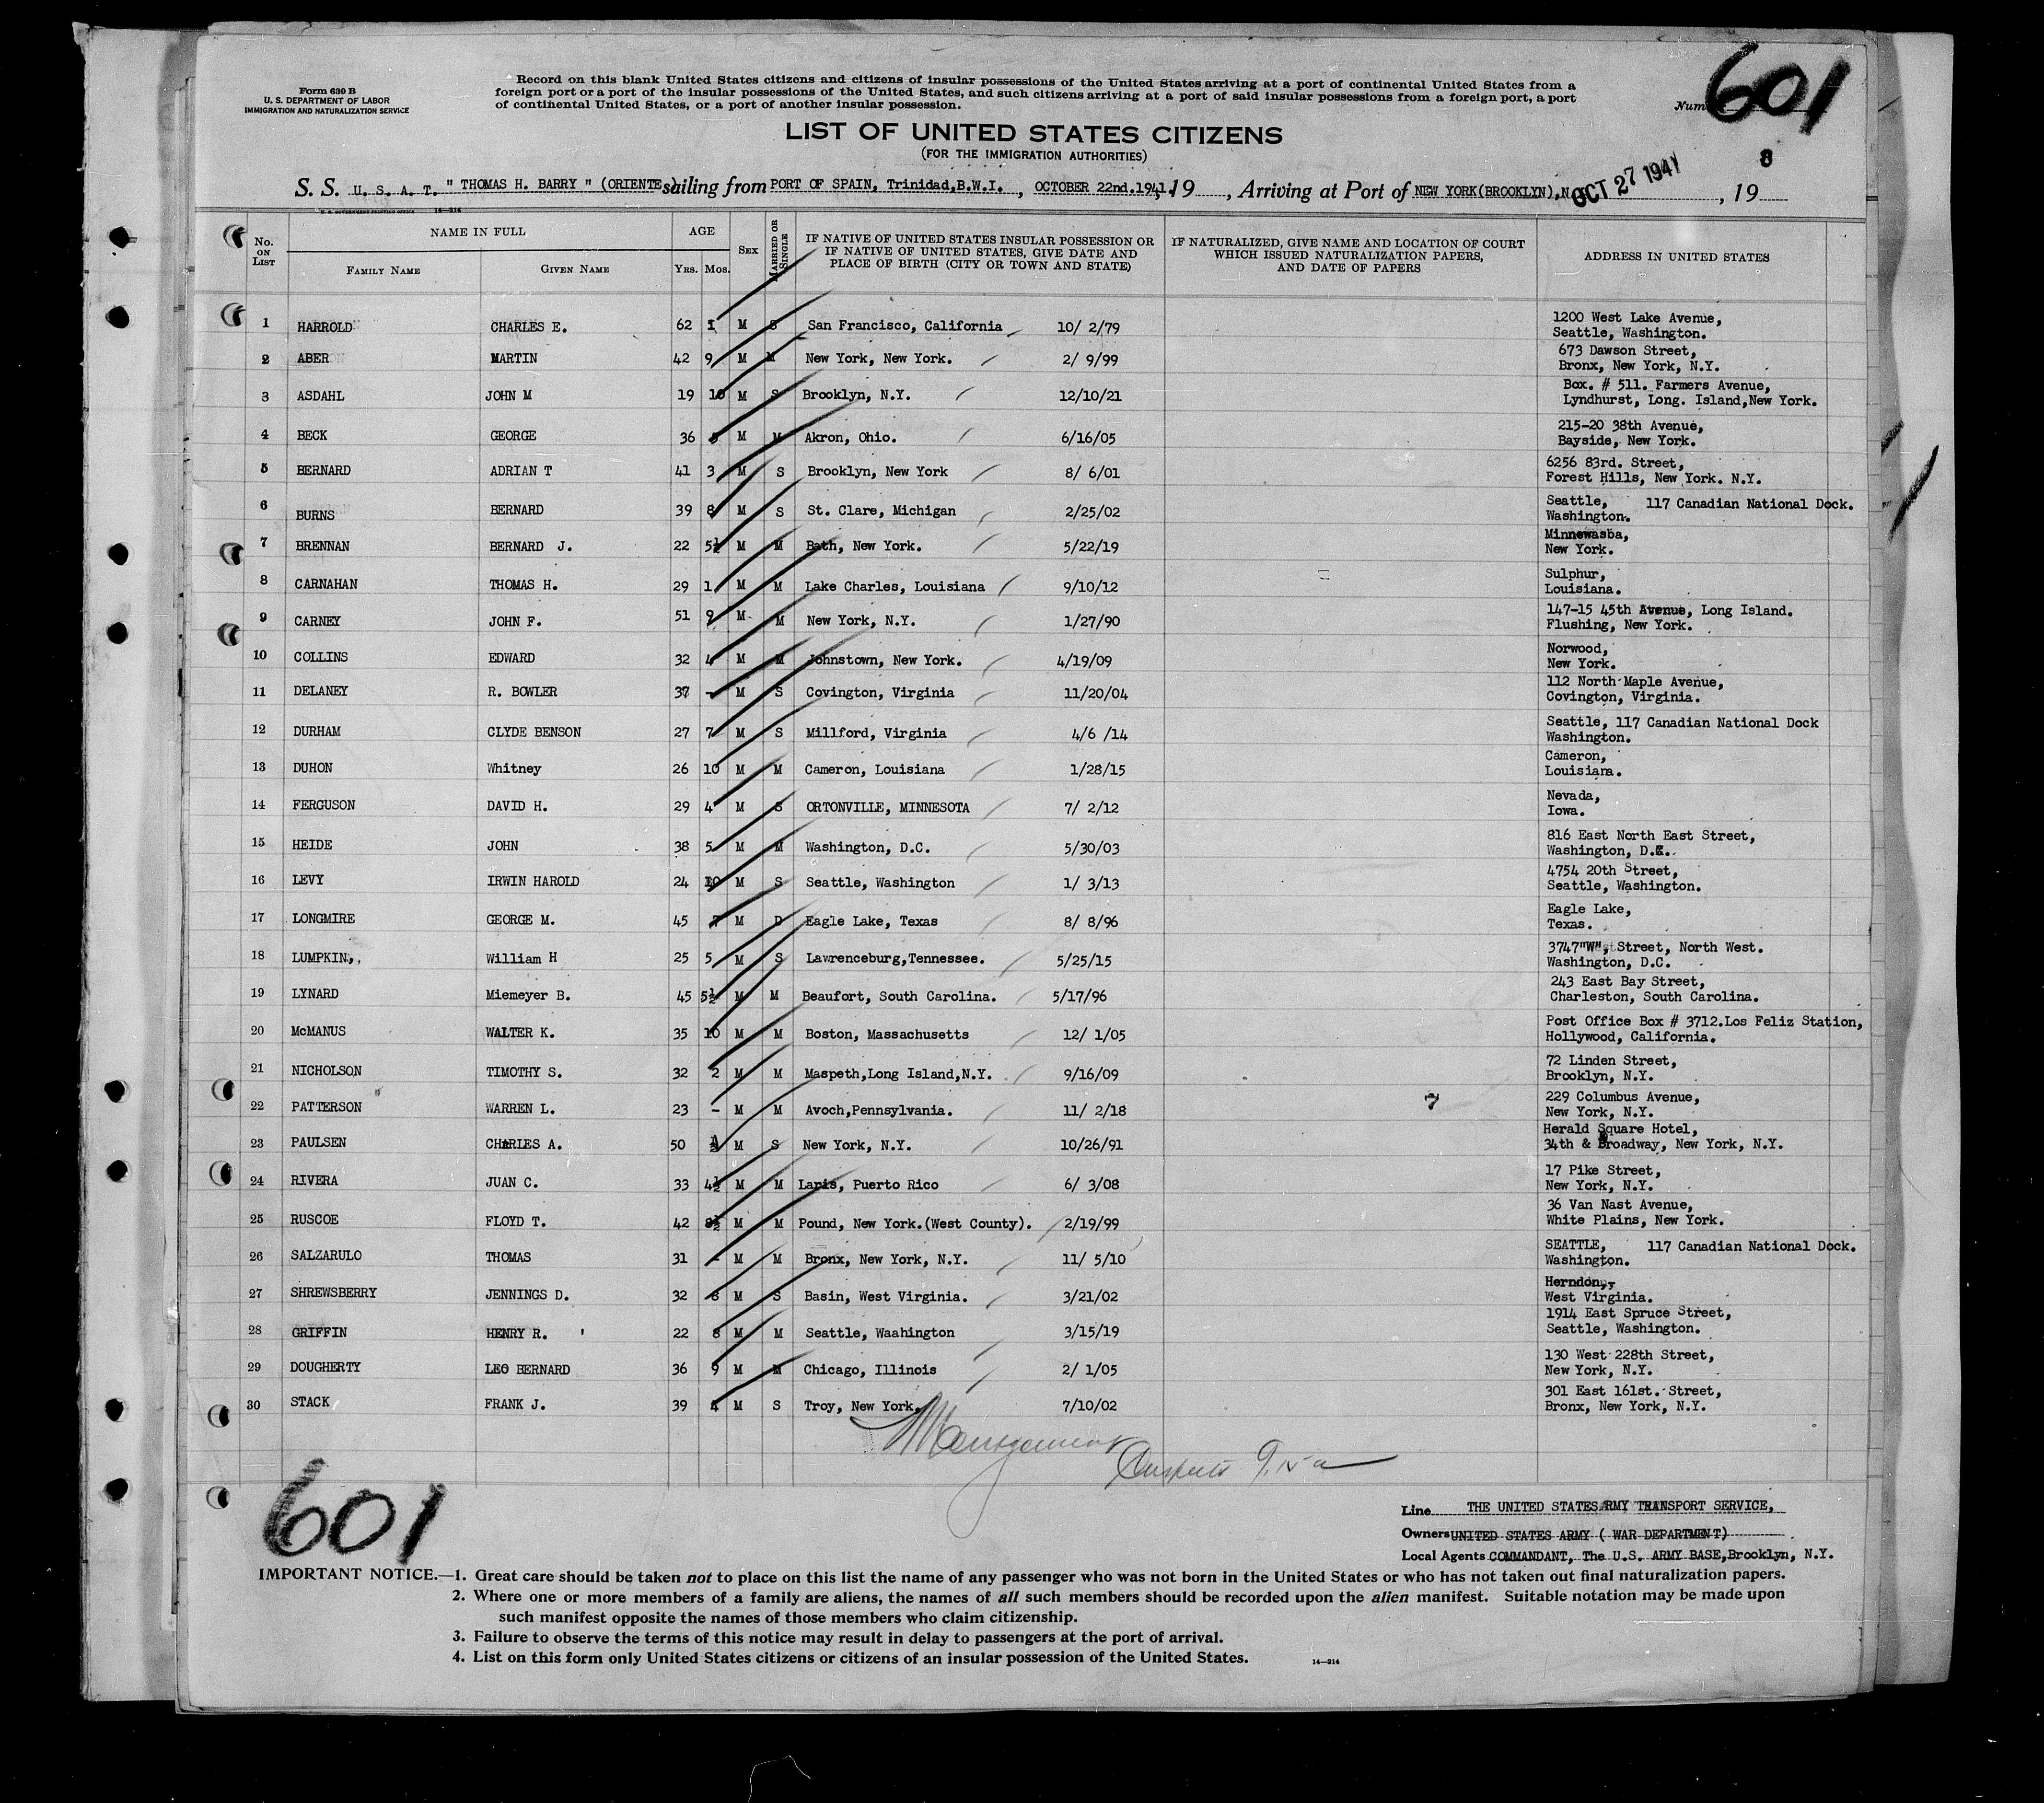 Form 630 B
U. S. DEPARTMENT OF LABOR
IMMIGRATION AND NATURALIZATION SERVICE
Record on this blank United States citizens and citizens of insular possessions of the United States arriving at a port of continental United States from a
foreign port or a port of the insular possessions of the United States, and such citizens arriving at a port of said insular possessions from a foreign port, a port
of continental United States, or a port of another insular possession.
Num 601
LIST OF UNITED STATES CITIZENS
(FOR THE IMMIGRATION AUTHORITIES)
8
S. S. U. S. A. T. " THOMAS H. BARRY " (ORIENTE) sailing from PORT OF SPAIN, Trinidad,B.W.I. , OCTOBER 22nd.1941. 19 , Arriving at Port of NEW YORK(BROOKLYN),N. OCT 27 1941 , 19
U. S. GOVERNMENT PRINTING OFFICE 14—214
No. ON LIST NAME IN FULL AGE SEX MARRIED OR SINGLE IF NATIVE OF UNITED STATES INSULAR POSSESSION OR IF NATIVE OF UNITED STATES, GIVE DATE AND PLACE OF BIRTH (CITY OR TOWN AND STATE) IF NATURALIZED, GIVE NAME AND LOCATION OF COURT WHICH ISSUED NATURALIZATION PAPERS, AND DATE OF PAPERS ADDRESS IN UNITED STATES
FAMILY NAME GIVEN NAME YRS. MOS.
1 HARROLD CHARLES E. 62 1 M S San Francisco, California 10/ 2/79 1200 West Lake Avenue,
Seattle, Washington.
2 ABER MARTIN 42 9 M M New York, New York. 2/ 9/99 673 Dawson Street,
Bronx, New York, N.Y.
3 ASDAHL JOHN M 19 10 M S Brooklyn, N.Y. 12/10/21 Box. # 511. Farmers Avenue,
Lyndhurst, Long. Island,New York.
4 BECK GEORGE 36 M M Akron, Ohio. 6/16/05 215-20 38th Avenue,
Bayside, New York.
5 BERNARD ADRIAN T 41 3 M S Brooklyn, New York 8/ 6/01 6256 83rd. Street,
Forest Hills, New York. N.Y.
6 BURNS BERNARD 39 8 M S St. Clare, Michigan 2/25/02 Seattle, 117 Canadian National Dock.
Washington.
7 BRENNAN BERNARD J. 22 5½ M M Bath, New York. 5/22/19 Minnewasba,
New York.
8 CARNAHAN THOMAS H. 29 1 M M Lake Charles, Louisiana 9/10/12 Sulphur,
Louisiana.
9 CARNEY JOHN F. 51 9 M M New York, N.Y. 1/27/90 147-15 45th Avenue, Long Island.
Flushing, New York.
10 COLLINS EDWARD 32 4 M M Johnstown, New York. 4/19/09 Norwood,
New York.
11 DELANEY R. BOWLER 37 - M S Covington, Virginia 11/20/04 112 North Maple Avenue,
Covington, Virginia.
12 DURHAM CLYDE BENSON 27 7 M S Millford, Virginia 4/6 /14 Seattle, 117 Canadian National Dock
Washington.
13 DUHON Whitney 26 10 M M Cameron, Louisiana 1/28/15 Cameron,
Louisiana.
14 FERGUSON DAVID H. 29 4 M S ORTONVILLE, MINNESOTA 7/ 2/12 Nevada,
Iowa.
15 HEIDE JOHN 38 5 M M Washington, D.C. 5/30/03 816 East North East Street,
Washington, D.C.
16 LEVY IRWIN HAROLD 24 10 M S Seattle, Washington 1/ 3/13 4754 20th Street,
Seattle, Washington.
17 LONGMIRE GEORGE M. 45 7 M D Eagle Lake, Texas 8/ 8/96 Eagle Lake,
Texas.
18 LUMPKIN, William H 25 5 M S Lawrenceburg,Tennessee. 5/25/15 3747"W", Street, North West.
Washington, D.C.
19 LYNARD Miemeyer B. 45 5½ M M Beaufort, South Carolina. 5/17/96 243 East Bay Street,
Charleston, South Carolina.
20 McMANUS WALTER K. 35 10 M M Boston, Massachusetts 12/ 1/05 Post Office Box # 3712.Los Feliz Station,
Hollywood, California.
21 NICHOLSON TIMOTHY S. 32 2 M M Maspeth,Long Island,N.Y. 9/16/09 72 Linden Street,
Brooklyn, N.Y.
22 PATTERSON WARREN L. 23 - M M Avoch,Pennsylvania. 11/ 2/18 229 Columbus Avenue,
New York, N.Y.
23 PAULSEN CHARLES A. 50 M S New York, N.Y. 10/26/91 Herald Square Hotel,
34th & Broadway, New York, N.Y.
24 RIVERA JUAN C. 33 4½ M M Laris, Puerto Rico 6/ 3/08 17 Pike Street,
New York, N.Y.
25 RUSCOE FLOYD T. 42 8½ M M Pound, New York.(West County). 2/19/99 36 Van Nast Avenue,
White Plains, New York.
26 SALZARULO THOMAS 31 - M M Bronx, New York, N.Y. 11/ 5/10 SEATTLE, 117 Canadian National Dock.
Washington.
27 SHREWSBERRY JENNINGS D. 32 8 M S Basin, West Virginia. 3/21/02 Herndon,
West Virginia.
28 GRIFFIN HENRY R. 22 8 M M Seattle, Waahington 3/15/19 1914 East Spruce Street,
Seattle, Washington.
29 DOUGHERTY LEO BERNARD 36 9 M M Chicago, Illinois 2/ 1/05 130 West 228th Street,
New York, N.Y.
30 STACK FRANK J. 39 4 M S Troy, New York. 7/10/02 301 East 161st. Street,
Bronx, New York, N.Y.
601
Line THE UNITED STATES ARMY TRANSPORT SERVICE,
Owners UNITED STATES ARMY ( WAR DEPARTMENT)
Local Agents COMMANDANT, The U.S. ARMY BASE,Brooklyn, N.Y.
IMPORTANT NOTICE.—1. Great care should be taken not to place on this list the name of any passenger who was not born in the United States or who has not taken out final naturalization papers.
2. Where one or more members of a family are aliens, the names of all such members should be recorded upon the alien manifest. Suitable notation may be made upon
such manifest opposite the names of those members who claim citizenship.
3. Failure to observe the terms of this notice may result in delay to passengers at the port of arrival.
4. List on this form only United States citizens or citizens of an insular possession of the United States.
14—214